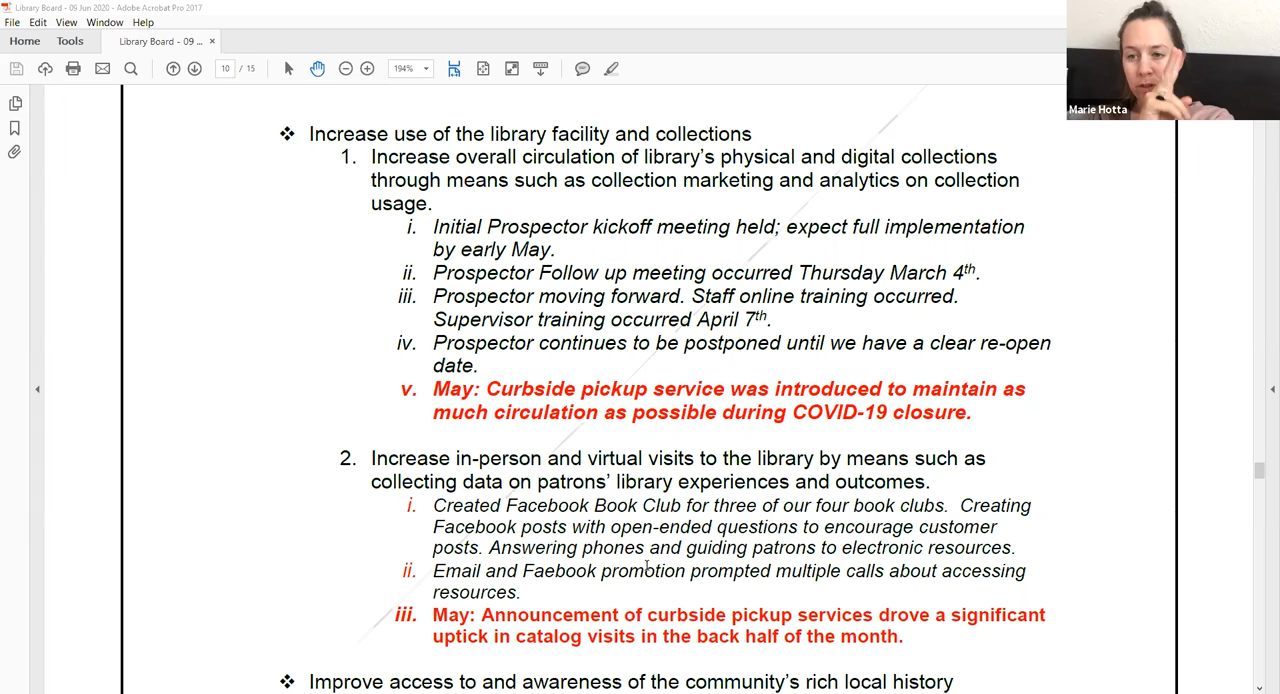 Library Board - 09 Jun 2020 - Adobe Acrobat Pro 2017
File Edit View Window Help
Home Tools Library Board - 09 ... ×
10 / 15 194%
Marie Hotta
❖ Increase use of the library facility and collections
1. Increase overall circulation of library's physical and digital collections
through means such as collection marketing and analytics on collection
usage.
i. Initial Prospector kickoff meeting held; expect full implementation
by early May.
ii. Prospector Follow up meeting occurred Thursday March 4th.
iii. Prospector moving forward. Staff online training occurred.
Supervisor training occurred April 7th.
iv. Prospector continues to be postponed until we have a clear re-open
date.
v. May: Curbside pickup service was introduced to maintain as
much circulation as possible during COVID-19 closure.
2. Increase in-person and virtual visits to the library by means such as
collecting data on patrons' library experiences and outcomes.
i. Created Facebook Book Club for three of our four book clubs. Creating
Facebook posts with open-ended questions to encourage customer
posts. Answering phones and guiding patrons to electronic resources.
ii. Email and Faebook promotion prompted multiple calls about accessing
resources.
iii. May: Announcement of curbside pickup services drove a significant
uptick in catalog visits in the back half of the month.
❖ Improve access to and awareness of the community's rich local history